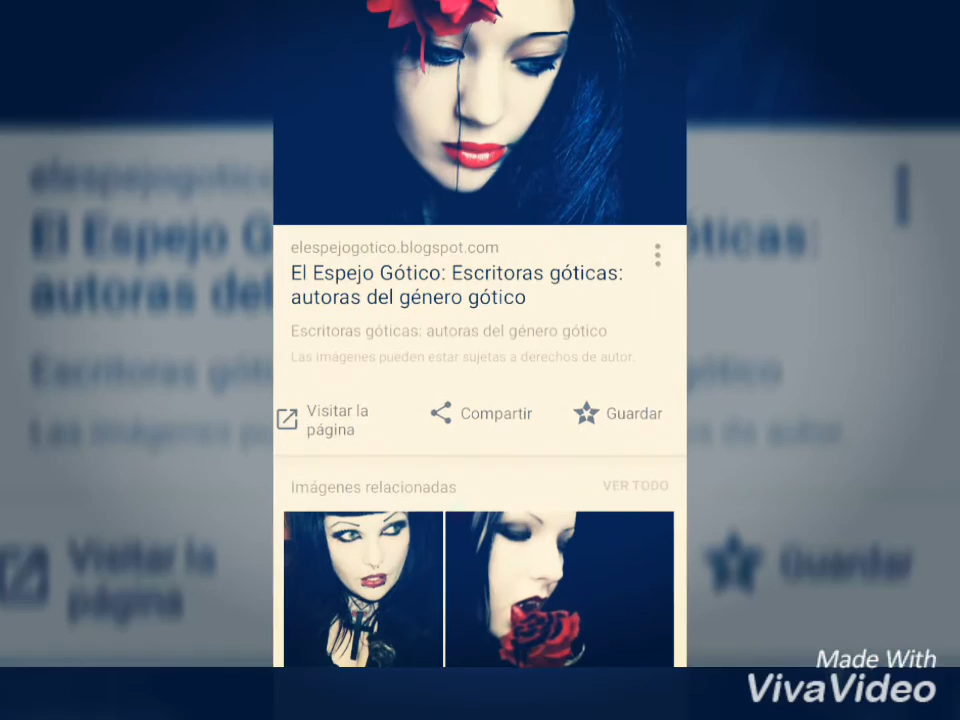 elespejogotico.blogspot.com
El Espejo Gótico: Escritoras góticas:
autoras del género gótico
Escritoras góticas: autoras del género gótico
Las imágenes pueden estar sujetas a derechos de autor.
Visitar la
página
Compartir
Guardar
Imágenes relacionadas
VER TODO
Made With
VivaVideo